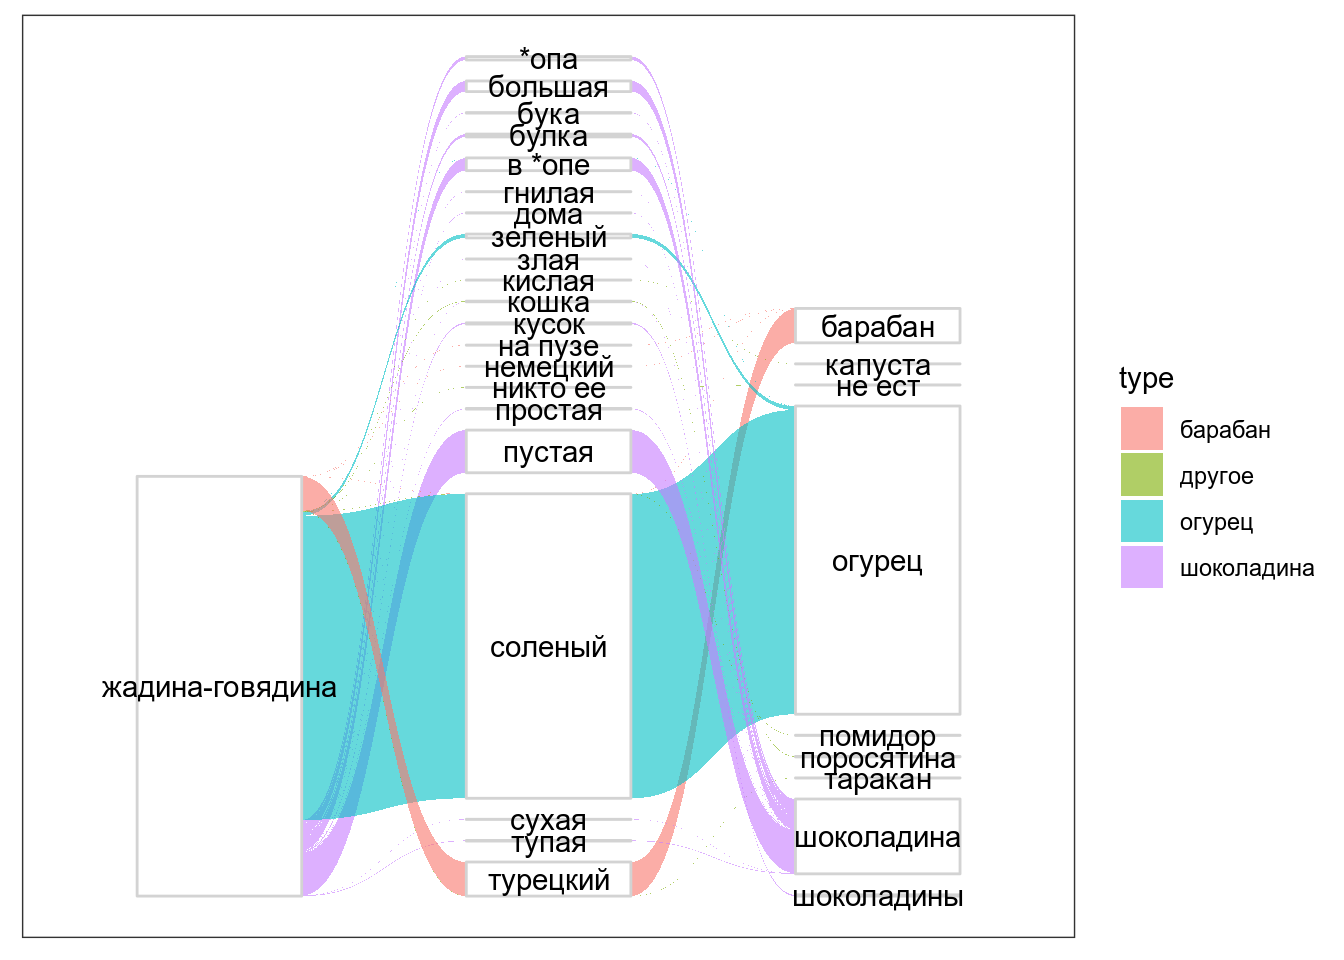 жадина-говядина
*опа
большая
бука
булка
в *опе
гнилая
дома
зеленый
злая
кислая
кошка
кусок
на пузе
немецкий
никто ее
простая
пустая
соленый
сухая
тупая
турецкий
барабан
капуста
не ест
огурец
помидор
поросятина
таракан
шоколадина
шоколадины
type
барабан
другое
огурец
шоколадина